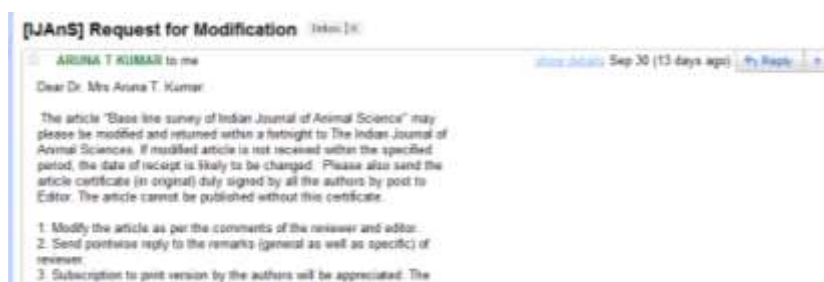 [IJAnS] Request for Modification Inbox | X
ARUNA T KUMAR to me show details Sep 30 (13 days ago) Reply
Dear Dr. Mrs Aruna T. Kumar:
The article "Base line survey of Indian Journal of Animal Science" may
please be modified and returned within a fortnight to The Indian Journal of
Animal Sciences. If modified article is not received within the specified
period, the date of receipt is likely to be changed. Please also send the
article certificate (in original) duly signed by all the authors by post to
Editor. The article cannot be published without this certificate.
1. Modify the article as per the comments of the reviewer and editor.
2. Send pointwise reply to the remarks (general as well as specific) of
reviewer.
3. Subscription to print version by the authors will be appreciated. The